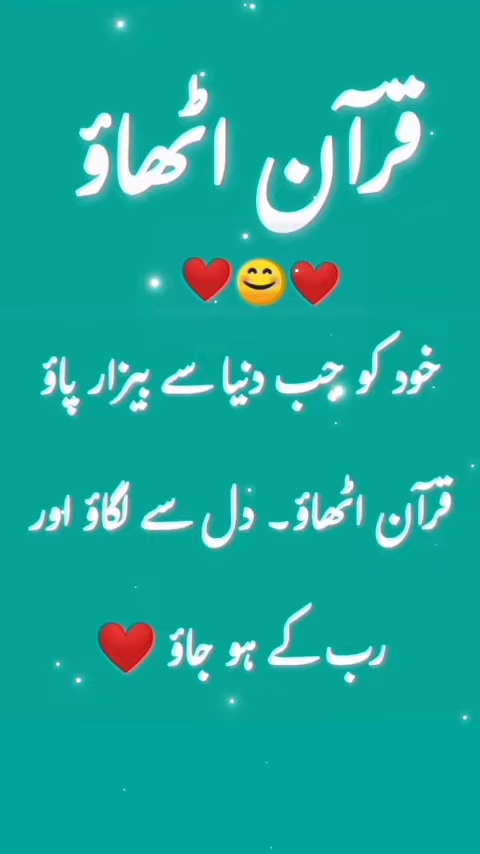 قرآن اٹھاؤ
❤️😊❤️
خود کو جب دنیا سے بیزار پاؤ
قرآن اٹھاؤ۔ دل سے لگاؤ اور
رب کے ہو جاؤ ❤️